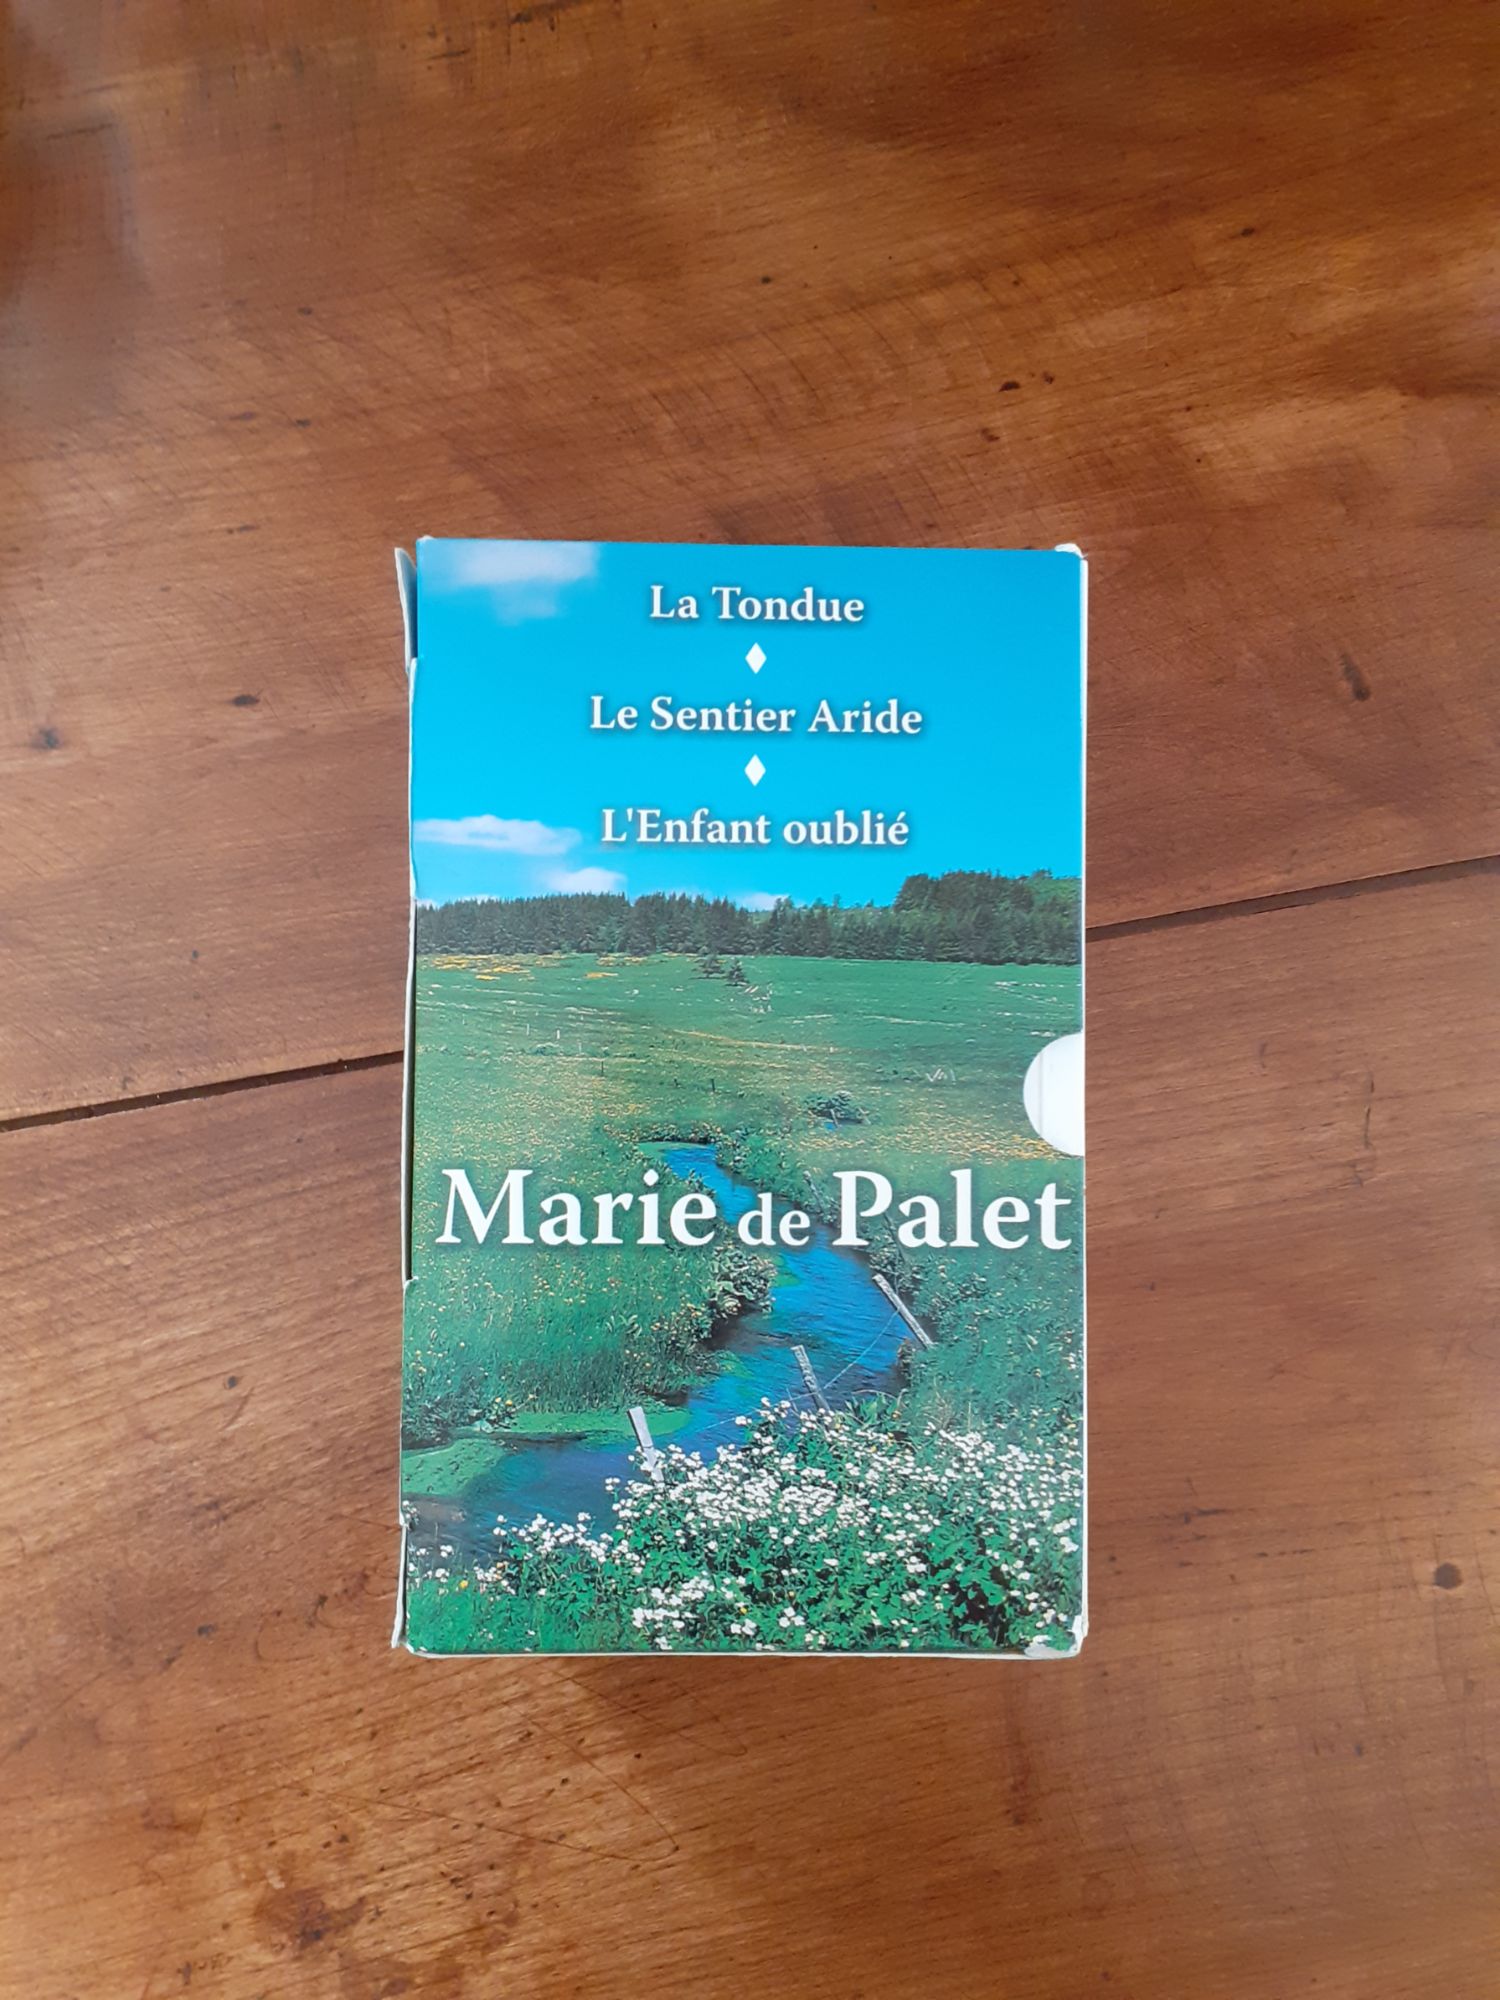 La Tondue
Le Sentier Aride
L'Enfant oublié
Marie de Palet